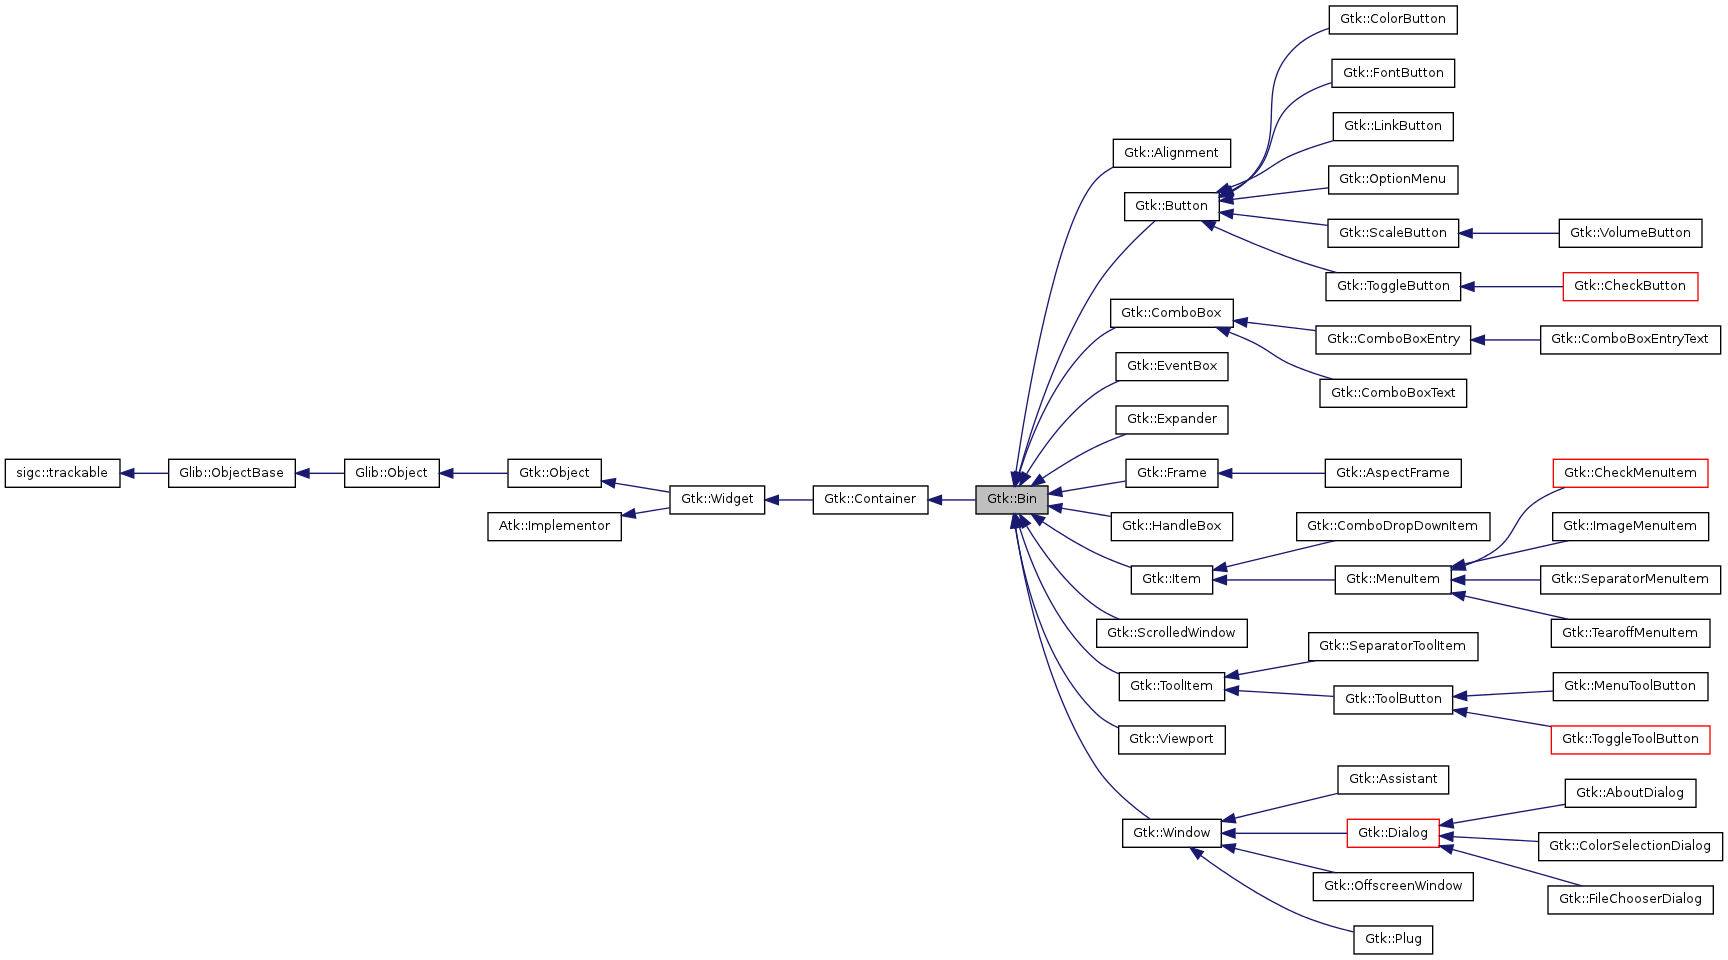 sigc::trackable
Glib::ObjectBase
Glib::Object
Gtk::Object
Atk::Implementor
Gtk::Widget
Gtk::Container
Gtk::Bin
Gtk::Alignment
Gtk::Button
Gtk::ColorButton
Gtk::FontButton
Gtk::LinkButton
Gtk::OptionMenu
Gtk::ScaleButton
Gtk::VolumeButton
Gtk::ToggleButton
Gtk::CheckButton
Gtk::ComboBox
Gtk::ComboBoxEntry
Gtk::ComboBoxEntryText
Gtk::ComboBoxText
Gtk::EventBox
Gtk::Expander
Gtk::Frame
Gtk::AspectFrame
Gtk::HandleBox
Gtk::Item
Gtk::ComboDropDownItem
Gtk::MenuItem
Gtk::CheckMenuItem
Gtk::ImageMenuItem
Gtk::SeparatorMenuItem
Gtk::TearoffMenuItem
Gtk::ScrolledWindow
Gtk::ToolItem
Gtk::SeparatorToolItem
Gtk::ToolButton
Gtk::MenuToolButton
Gtk::ToggleToolButton
Gtk::Viewport
Gtk::Window
Gtk::Assistant
Gtk::Dialog
Gtk::AboutDialog
Gtk::ColorSelectionDialog
Gtk::FileChooserDialog
Gtk::OffscreenWindow
Gtk::Plug